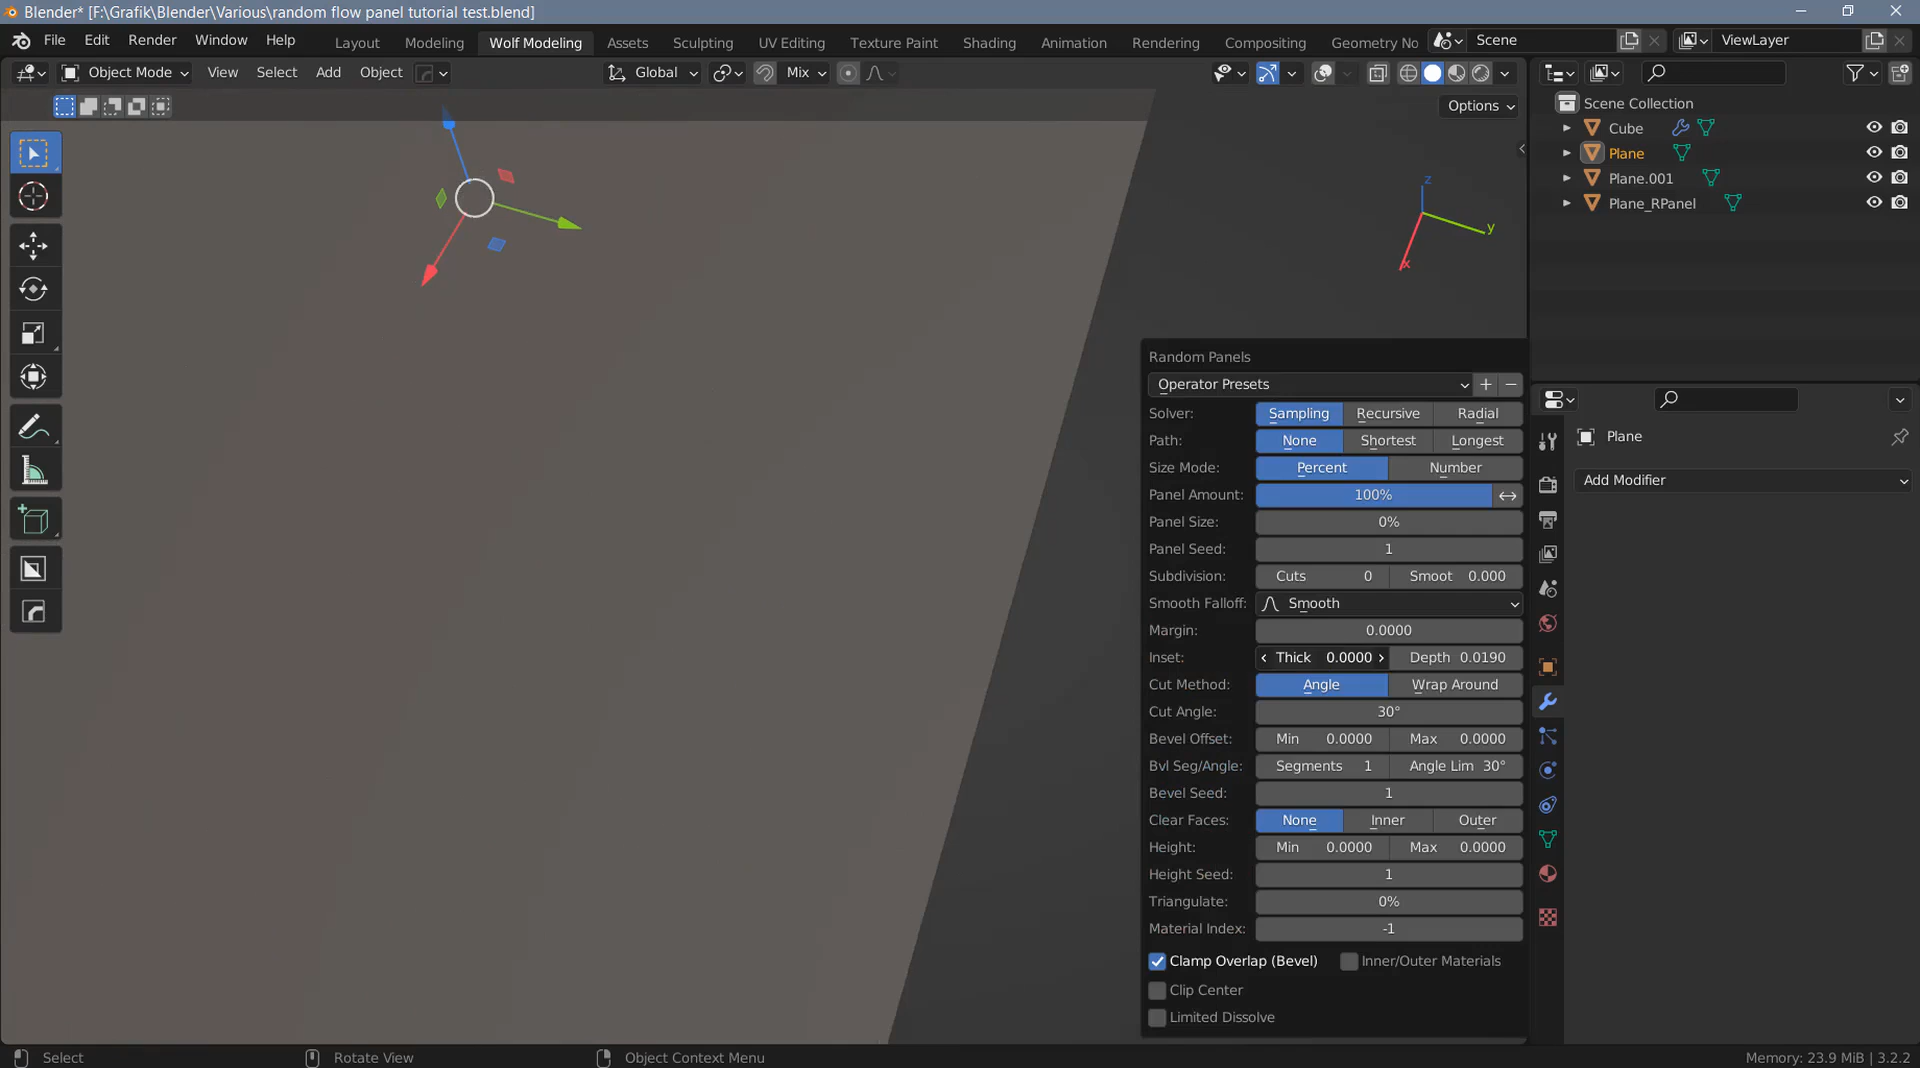 Blender* [F:\Grafik\Blender\Various\random flow panel tutorial test.blend]
File Edit Render Window Help
Layout Modeling Wolf Modeling Assets Sculpting UV Editing Texture Paint Shading Animation Rendering Compositing Geometry No
Scene ViewLayer
Object Mode View Select Add Object Global Mix
Options
Scene Collection
Cube
Plane
Plane.001
Plane_RPanel
z
y
x
Random Panels
Operator Presets
Solver: Sampling Recursive Radial
Path: None Shortest Longest
Size Mode: Percent Number
Panel Amount: 100%
Panel Size: 0%
Panel Seed: 1
Subdivision: Cuts 0 Smoot 0.000
Smooth Falloff: Smooth
Margin: 0.0000
Inset: Thick 0.0000 Depth 0.0190
Cut Method: Angle Wrap Around
Cut Angle: 30°
Bevel Offset: Min 0.0000 Max 0.0000
Bvl Seg/Angle: Segments 1 Angle Lim 30°
Bevel Seed: 1
Clear Faces: None Inner Outer
Height: Min 0.0000 Max 0.0000
Height Seed: 1
Triangulate: 0%
Material Index: -1
Clamp Overlap (Bevel) Inner/Outer Materials
Clip Center
Limited Dissolve
Plane
Add Modifier
Select Rotate View Object Context Menu Memory: 23.9 MiB | 3.2.2